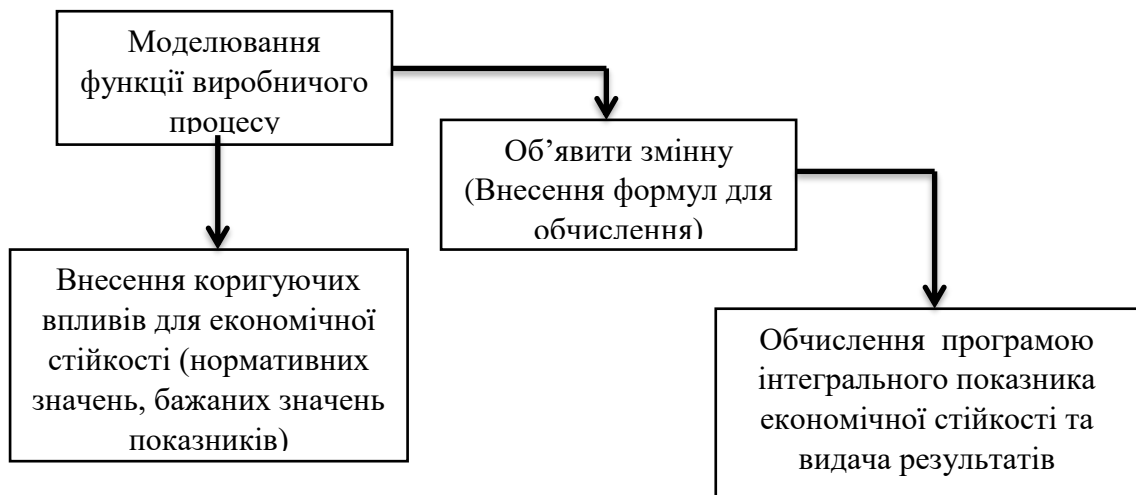 Моделювання
функції виробничого
процесу
Об’явити змінну
(Внесення формул для
обчислення)
Внесення коригуючих
впливів для економічної
стійкості (нормативних
значень, бажаних значень
показників)
Обчислення програмою
інтегрального показника
економічної стійкості та
видача результатів